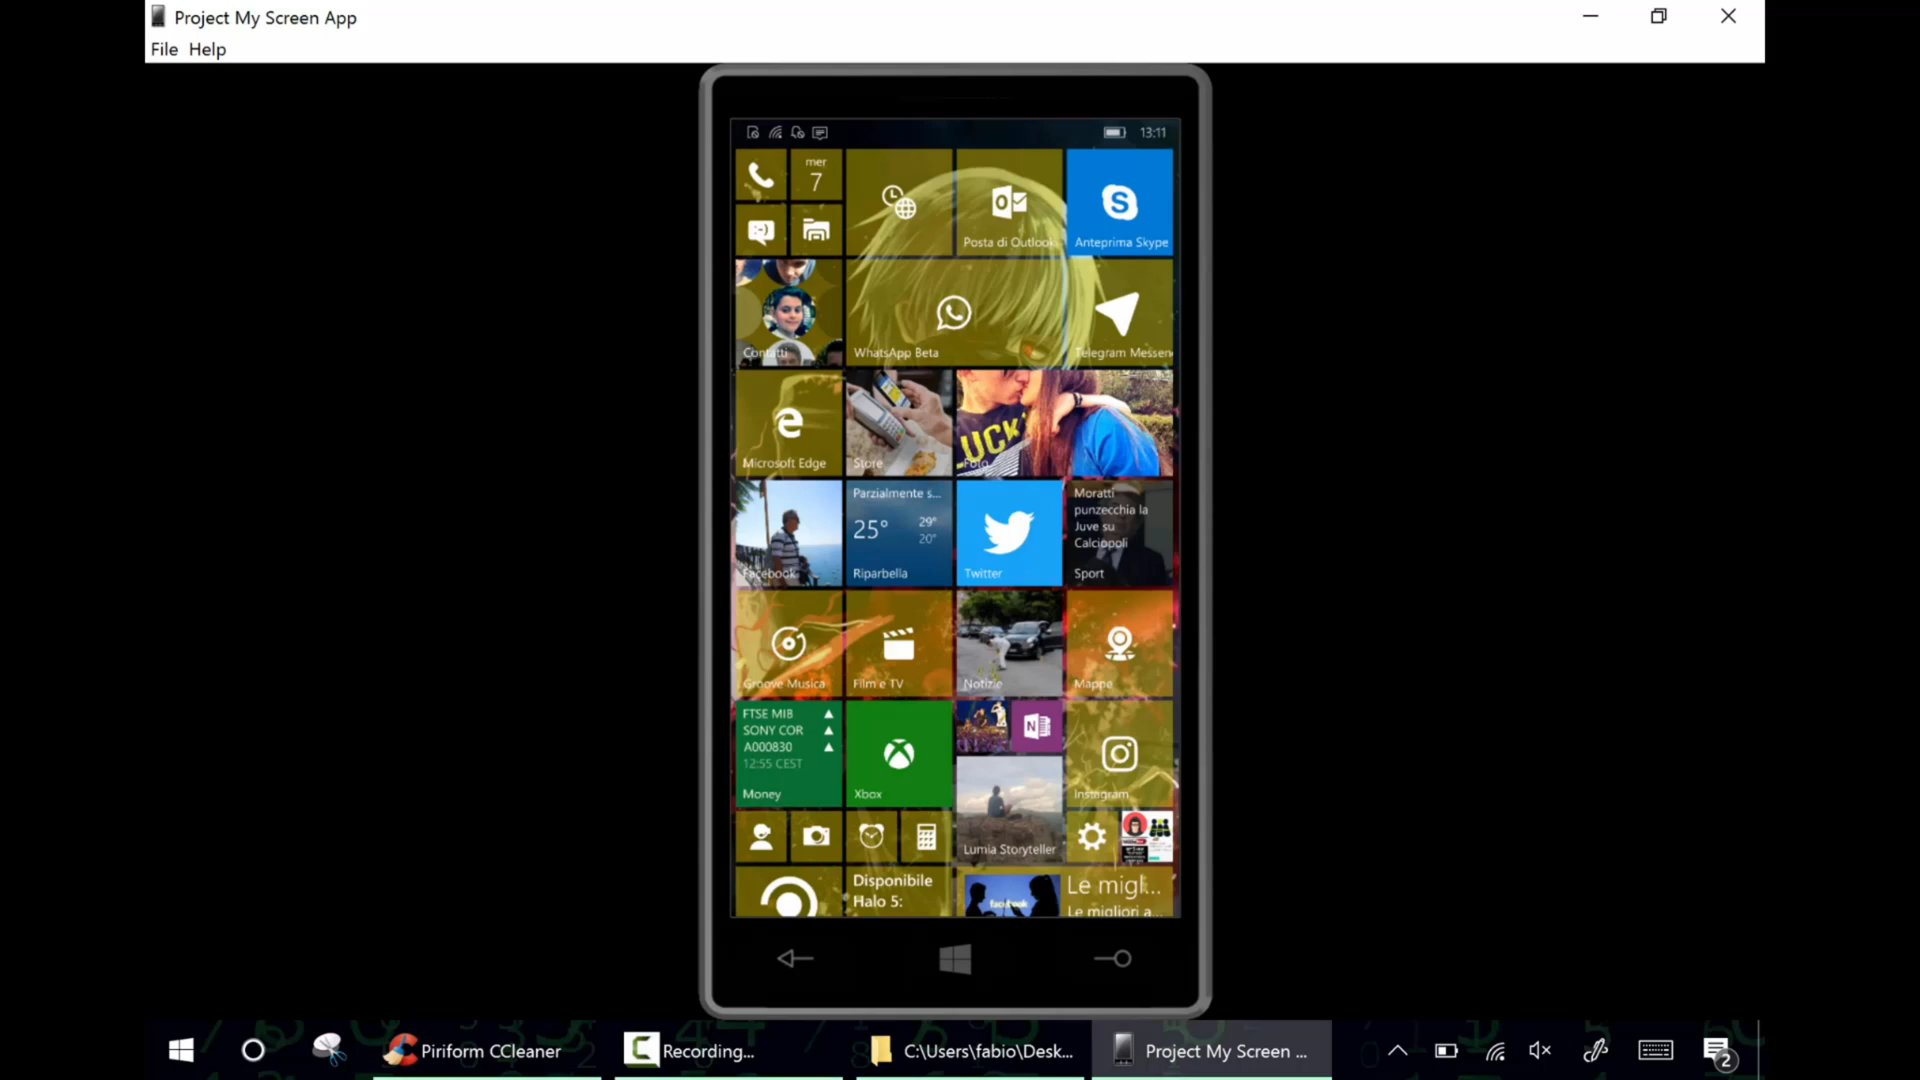 Project My Screen App
File Help
13:11
mer
7
Posta di Outlook
Anteprima Skype
Contatti
WhatsApp Beta
Telegram Messen
Microsoft Edge
Store
Foto
UCK
Facebook
Parzialmente s...
25°
29°
20°
Riparbella
Twitter
Moratti
punzecchia la
Juve su
Calciopoli
Sport
Groove Musica
Film e TV
Notizie
Mappe
FTSE MIB
SONY COR
A000830
12:55 CEST
Money
Xbox
N
Instagram
Lumia Storyteller
Disponibile
Halo 5:
facebook
Le migl...
Le migliori a...
Piriform CCleaner
Recording...
C:\Users\fabio\Desk...
Project My Screen ...
2